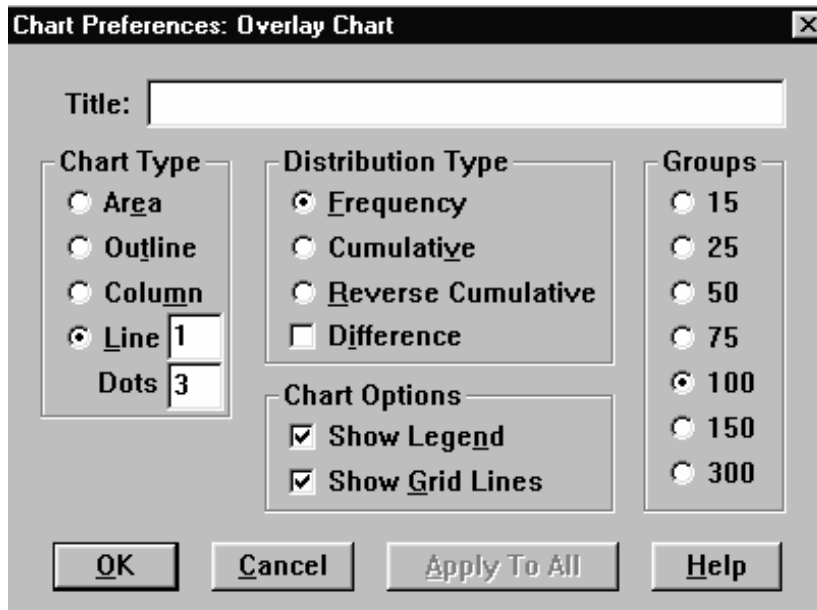 Chart Preferences: Overlay Chart
Title:
Chart Type
Area
Outline
Column
Line 1
Dots 3
Distribution Type
Frequency
Cumulative
Reverse Cumulative
Difference
Chart Options
Show Legend
Show Grid Lines
Groups
15
25
50
75
100
150
300
OK Cancel Apply To All Help